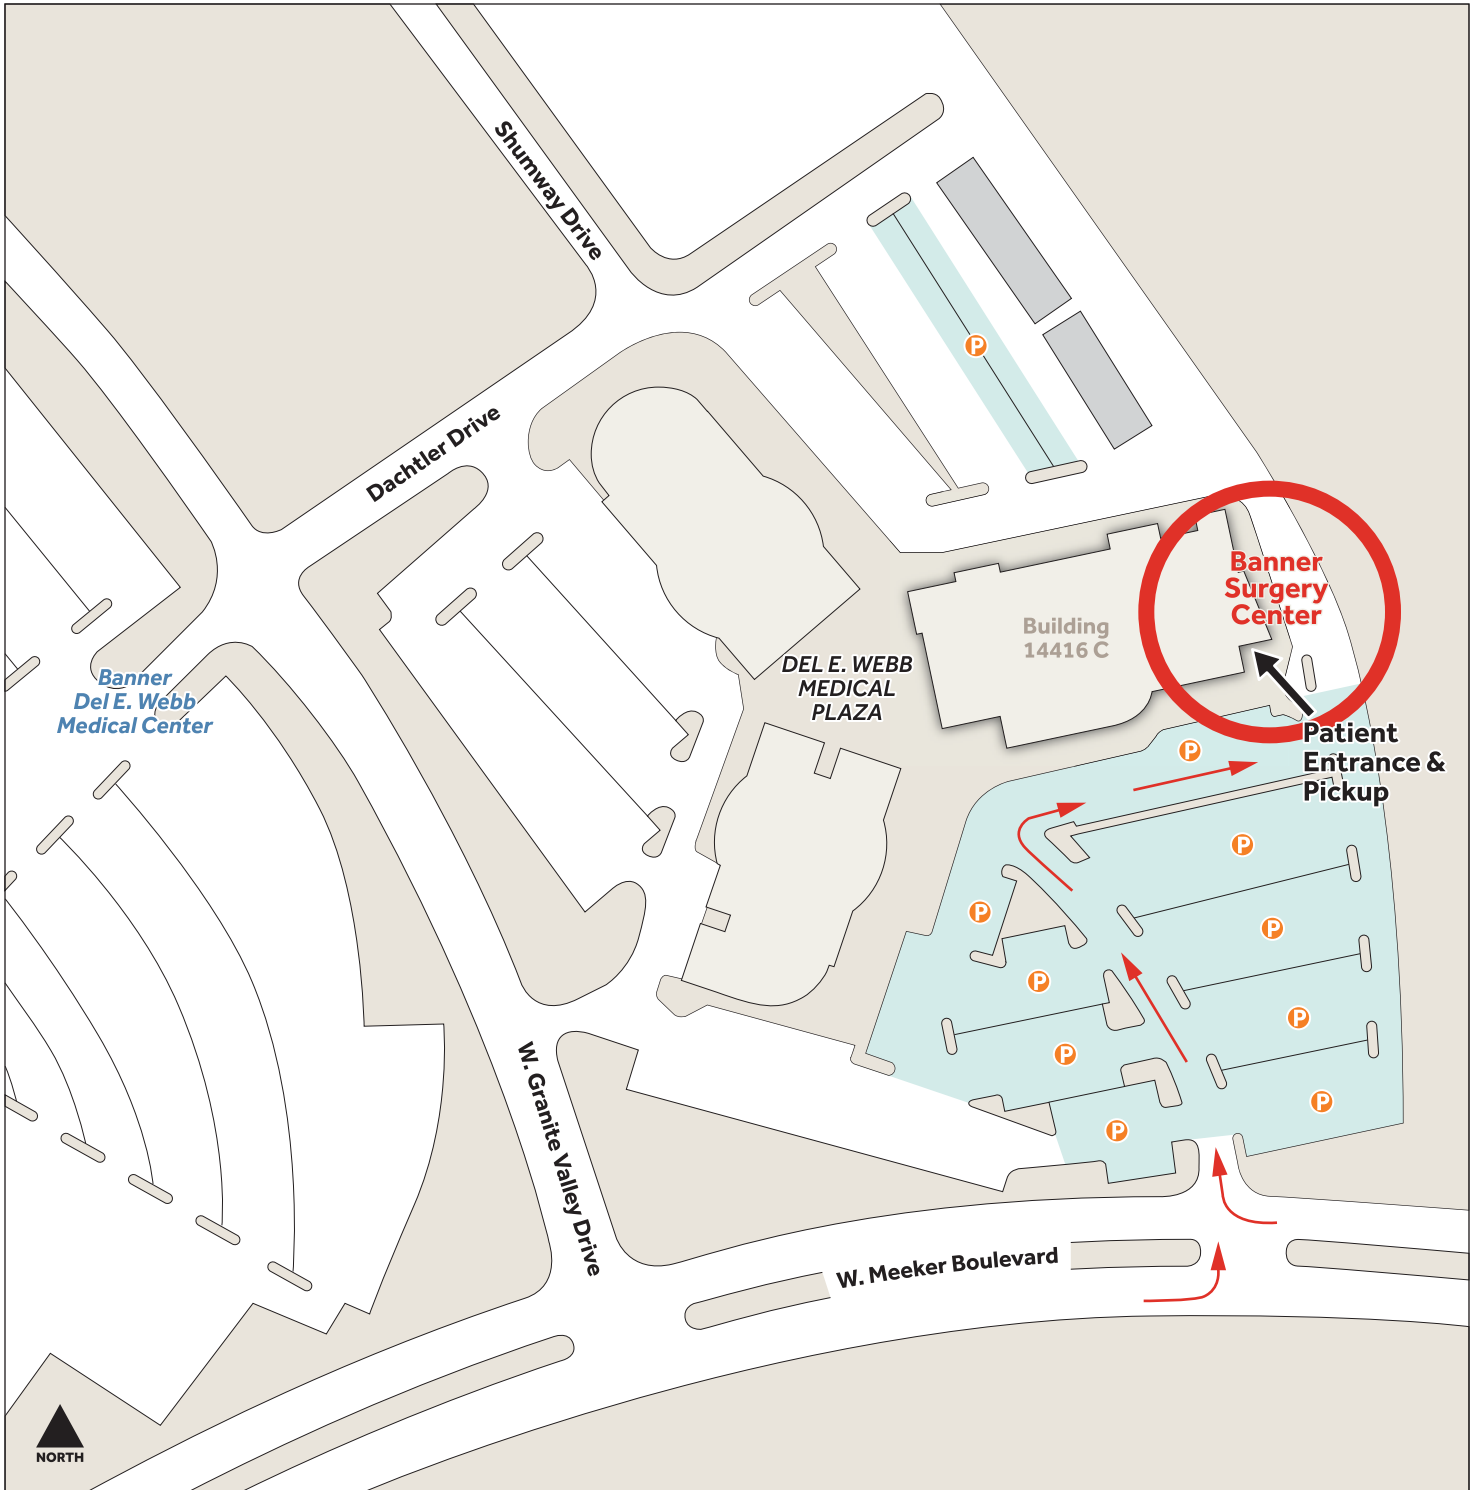 Shumway Drive
P
Dachtler Drive
Banner
Surgery
Center
Building
14416 C
DEL E. WEBB
MEDICAL
PLAZA
Banner
Del E. Webb
Medical Center
Patient
Entrance &
Pickup
P
P
P
P
P
P
P
P
P
W. Granite Valley Drive
W. Meeker Boulevard
NORTH